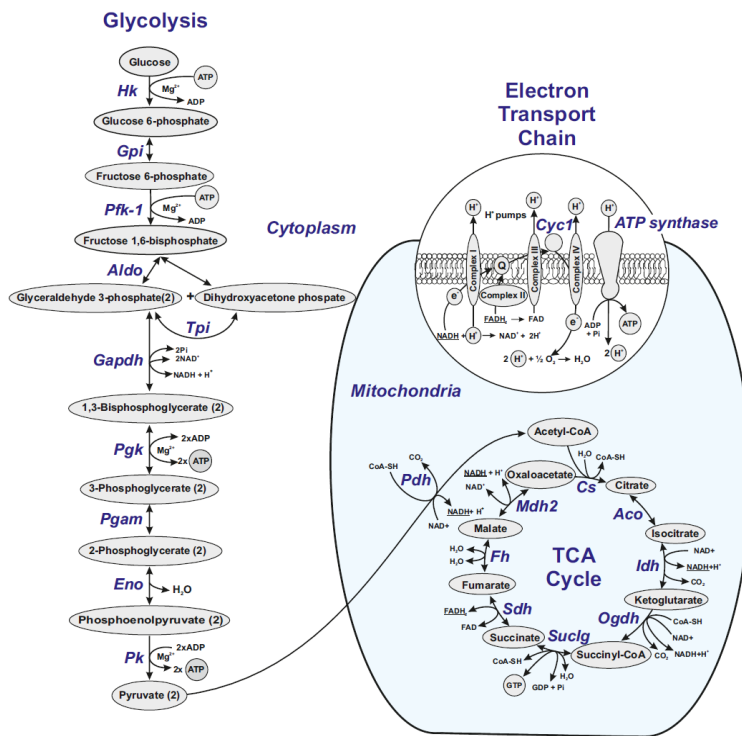 Glycolysis
Glucose
Hk
Mg²⁺
ATP
ADP
Glucose 6-phosphate
Gpi
Fructose 6-phosphate
Pfk-1
Mg²⁺
ATP
ADP
Fructose 1,6-bisphosphate
Cytoplasm
Aldo
Glyceraldehyde 3-phosphate(2) + Dihydroxyacetone phospate
Tpi
Gapdh
2Pi
2NAD⁺
NADH + H⁺
1,3-Bisphosphoglycerate (2)
Pgk
2xADP
Mg²⁺
2x ATP
3-Phosphoglycerate (2)
Pgam
2-Phosphoglycerate (2)
Eno
H₂O
Phosphoenolpyruvate (2)
Pk
2xADP
Mg²⁺
2x ATP
Pyruvate (2)
Electron
Transport
Chain
H⁺
H⁺
H⁺
H⁺
H⁺ pumps
Cyc1
ATP synthase
Complex I
Q
Complex II
Complex III
Complex IV
e⁻
FADH₂
FAD
e⁻
NADH + H⁺
NAD⁺ + 2H⁺
ADP
+ Pi
ATP
2 H⁺ + ½ O₂
H₂O
2 H⁺
Mitochondria
Acetyl-CoA
CO₂
CoA-SH
Pdh
NADH+ H⁺
NAD+
H₂O
CoA-SH
Cs
Oxaloacetate
Citrate
NADH + H⁺
NAD⁺
Mdh2
Malate
Aco
Isocitrate
TCA
Cycle
H₂O
H₂O
Fh
Idh
NAD+
NADH+H⁺
CO₂
Fumarate
Ketoglutarate
FADH₂
FAD
Sdh
Ogdh
CoA-SH
NAD+
NADH+H⁺
CO₂
Succinate
Suclg
Succinyl-CoA
CoA-SH
GTP
GDP + Pi
H₂O